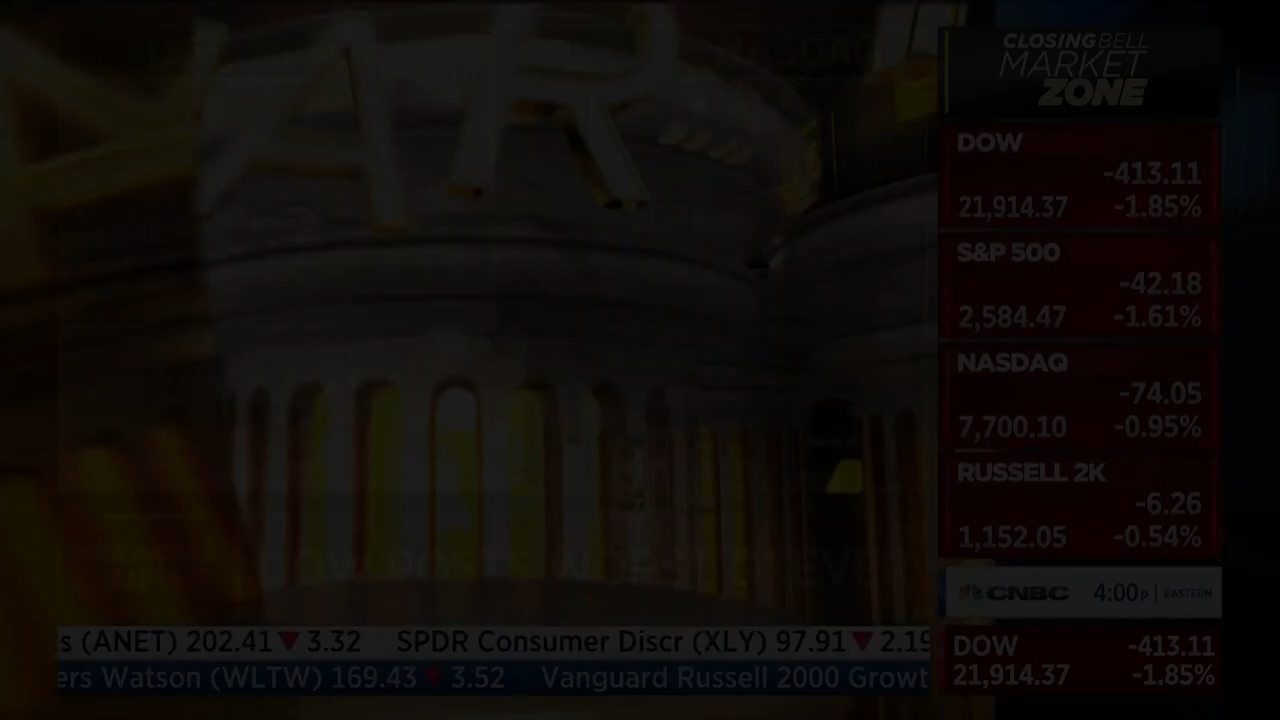 CLOSING BELL
MARKET
ZONE
DOW
-413.11
21,914.37 -1.85%
S&P 500
-42.18
2,584.47 -1.61%
NASDAQ
-74.05
7,700.10 -0.95%
RUSSELL 2K
-6.26
1,152.05 -0.54%
CNBC 4:00P | EASTERN
s (ANET) 202.41 ▼ 3.32 SPDR Consumer Discr (XLY) 97.91 ▼ 2.19
ers Watson (WLTW) 169.43 ▼ 3.52 Vanguard Russell 2000 Growt
DOW -413.11
21,914.37 -1.85%